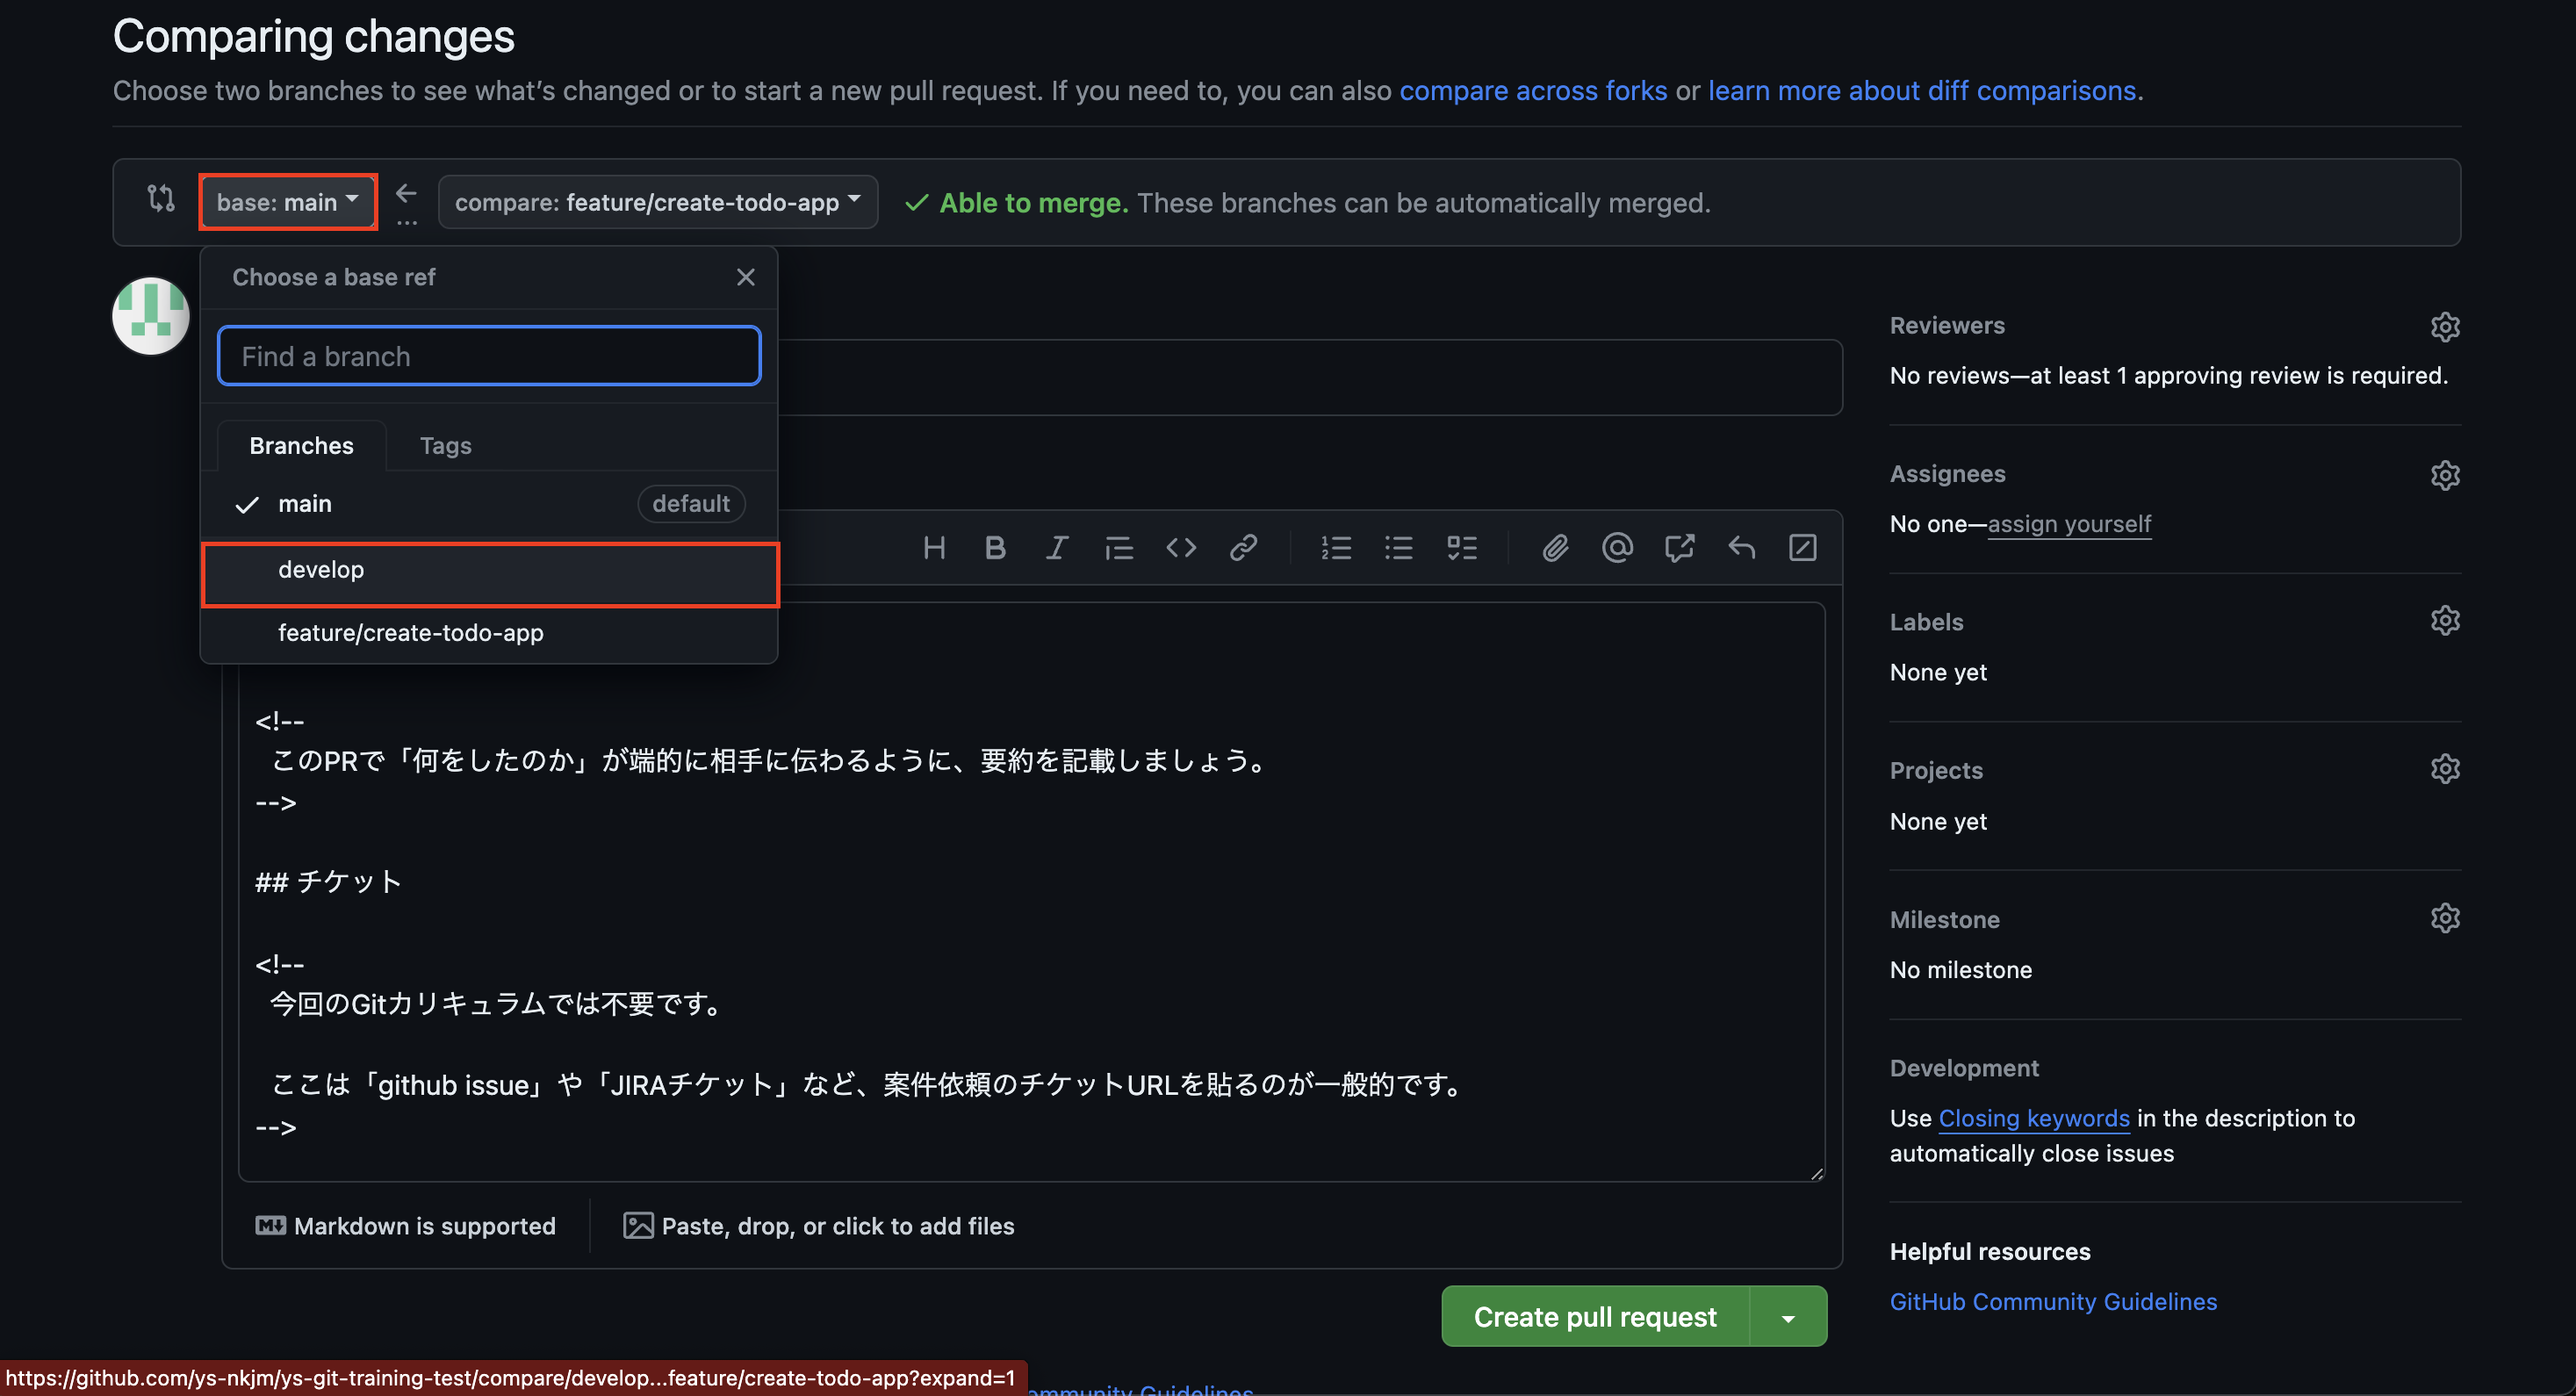 Comparing changes
Choose two branches to see what’s changed or to start a new pull request. If you need to, you can also compare across forks or learn more about diff comparisons.
base: main
compare: feature/create-todo-app
Able to merge. These branches can be automatically merged.
Choose a base ref
Find a branch
Branches
Tags
main
default
develop
feature/create-todo-app
<!--
このPRで「何をしたのか」が端的に相手に伝わるように、要約を記載しましょう。
-->
## チケット
<!--
今回のGitカリキュラムでは不要です。
ここは「github issue」や「JIRAチケット」など、案件依頼のチケットURLを貼るのが一般的です。
-->
Markdown is supported
Paste, drop, or click to add files
Create pull request
Reviewers
No reviews—at least 1 approving review is required.
Assignees
No one—assign yourself
Labels
None yet
Projects
None yet
Milestone
No milestone
Development
Use Closing keywords in the description to
automatically close issues
Helpful resources
GitHub Community Guidelines
https://github.com/ys-nkjm/ys-git-training-test/compare/develop...feature/create-todo-app?expand=1
ommunity Guidelines